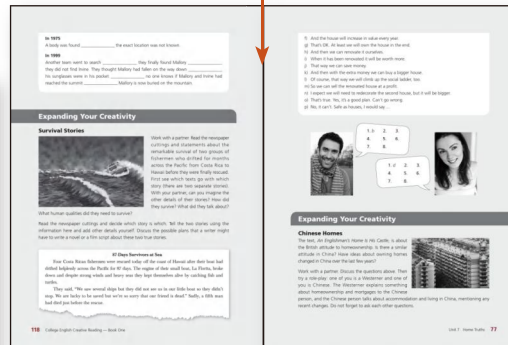 In 1975
A body was found ____________ the exact location was not known.
In 1999
Another team went to search ____________ they finally found Mallory ____________
they did not find Irvine. They thought Mallory had fallen on the way down ____________
his sunglasses were in his pocket ____________ no one knows if Mallory and Irvine had
reached the summit ____________ Mallory is now buried on the mountain.
Expanding Your Creativity
Survival Stories
Work with a partner. Read the newspaper
cuttings and statements about the
remarkable survival of two groups of
fishermen who drifted for months
across the Pacific from Costa Rica to
Hawaii before they were finally rescued.
First see which texts go with which
story (there are two separate stories).
With your partner, can you imagine the
other details of their stories? How did
they survive? What did they talk about?
What human qualities did they need to survive?
Read the newspaper cuttings and decide which story is which. Tell the two stories using the
information here and add other details yourself. Discuss the possible plans that a writer might
have to write a novel or a film script about these two true stories.
87 Days Survivors at Sea
Four Costa Rican fishermen were rescued today off the coast of Hawaii after their boat had
drifted helplessly across the Pacific for 87 days. The engine of their small boat, La Florita, broke
down and despite strong winds and heavy seas they kept themselves alive by catching fish and
turtles.
They said, "We saw several ships but they did not see us in our little boat so they didn't
stop. We are lucky to be saved but we're so sorry that our friend is dead." Sadly, a fifth man
had died just before the rescue.
118 College English Creative Reading — Book One
f) And the house will increase in value every year.
g) That's OK. At least we will own the house in the end.
h) And then we can renovate it ourselves.
i) When it has been renovated it will be worth more.
j) That way we can save money.
k) And then with the extra money we can buy a bigger house.
l) Of course, that way we will climb up the social ladder, too.
m) So we can sell the renovated house at a profit.
n) I expect we will need to redecorate the second house, but it will be bigger.
o) That's true. Yes, it's a good plan. Can't go wrong.
p) No, it can't. Safe as houses, I would say ...
1. 2. 3.
4. 5. 6.
7. 8.
1. 2. 3.
4. 5. 6.
7. 8.
Expanding Your Creativity
Chinese Homes
The text, An Englishman's Home Is His Castle, is about
the British attitude to homeownership. Is there a similar
attitude in China? Have ideas about owning homes
changed in China over the last few years?
Work with a partner. Discuss the questions above. Then
try a role-play: one of you is a Westerner and one of
you is Chinese. The Westerner explains something
about homeownership and mortgages to the Chinese
person, and the Chinese person talks about accommodation and living in China, mentioning any
recent changes. Do not forget to ask each other questions.
Unit 7 Home Truths 77